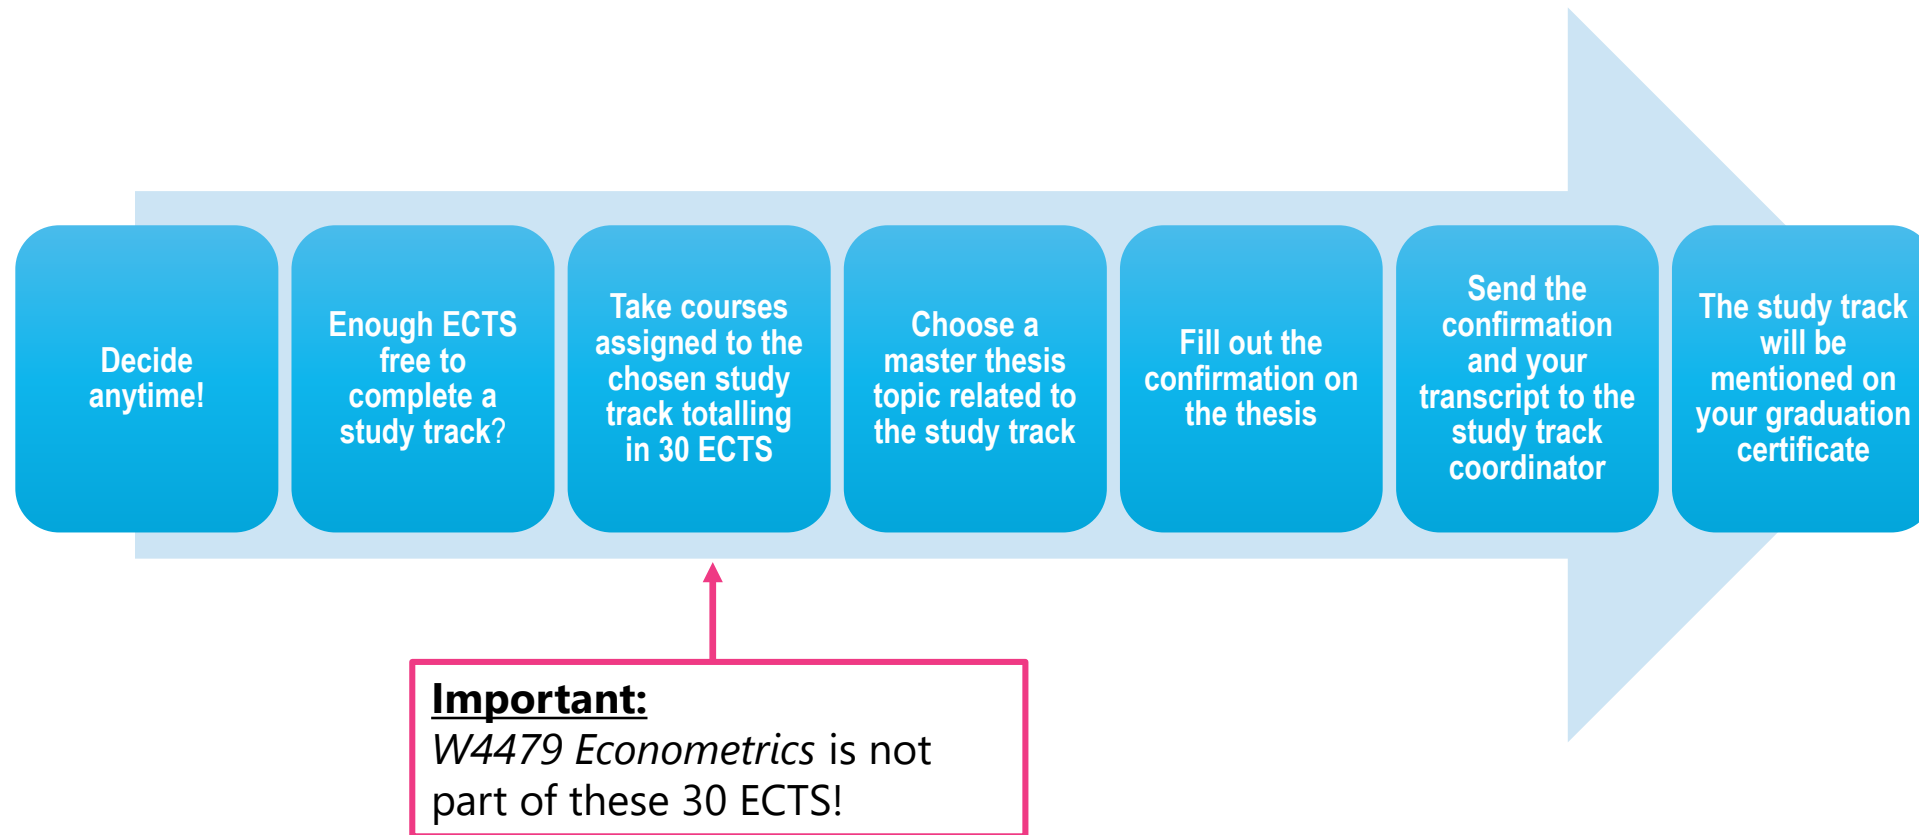 Decide
anytime!
Enough ECTS
free to
complete a
study track?
Take courses
assigned to the
chosen study
track totalling
in 30 ECTS
Choose a
master thesis
topic related to
the study track
Fill out the
confirmation on
the thesis
Send the
confirmation
and your
transcript to the
study track
coordinator
The study track
will be
mentioned on
your graduation
certificate
Important:
W4479 Econometrics is not
part of these 30 ECTS!